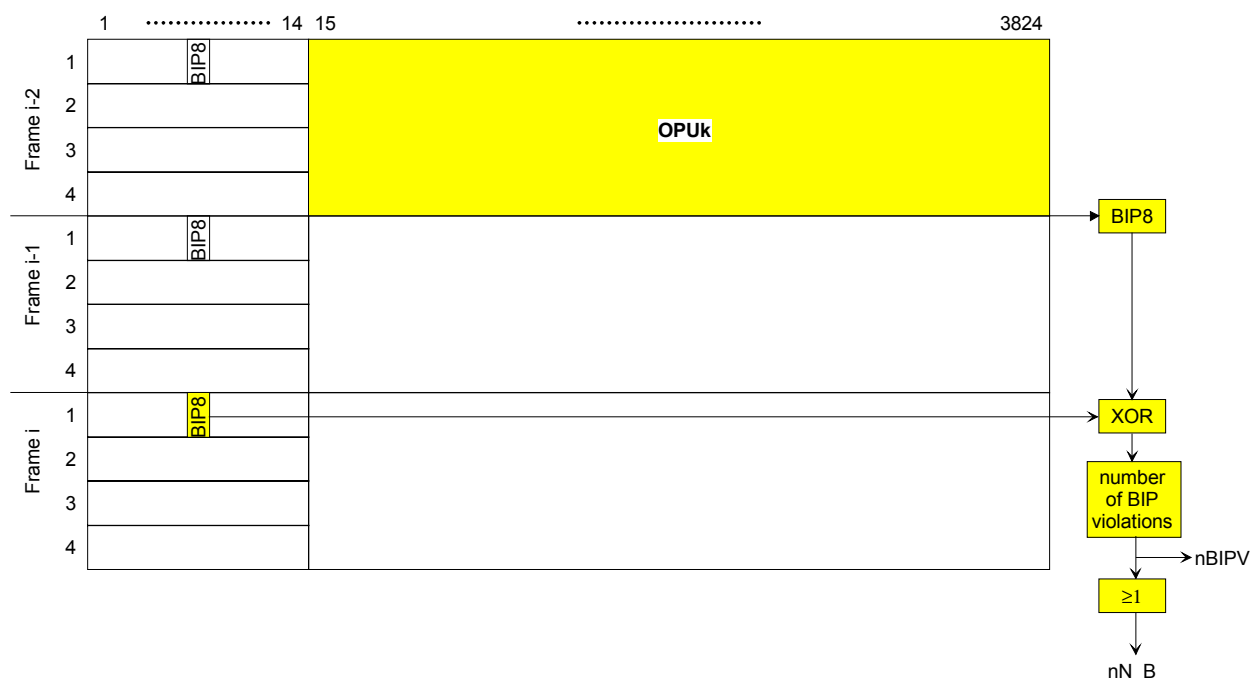 1 ..................... 14 15 ..................... 3824
Frame i-2
1 BIP8
2
3
4
OPUk
BIP8
Frame i-1
1 BIP8
2
3
4
Frame i
1 BIP8
2
3
4
XOR
number
of BIP
violations
nBIPV
≥1
nN_B